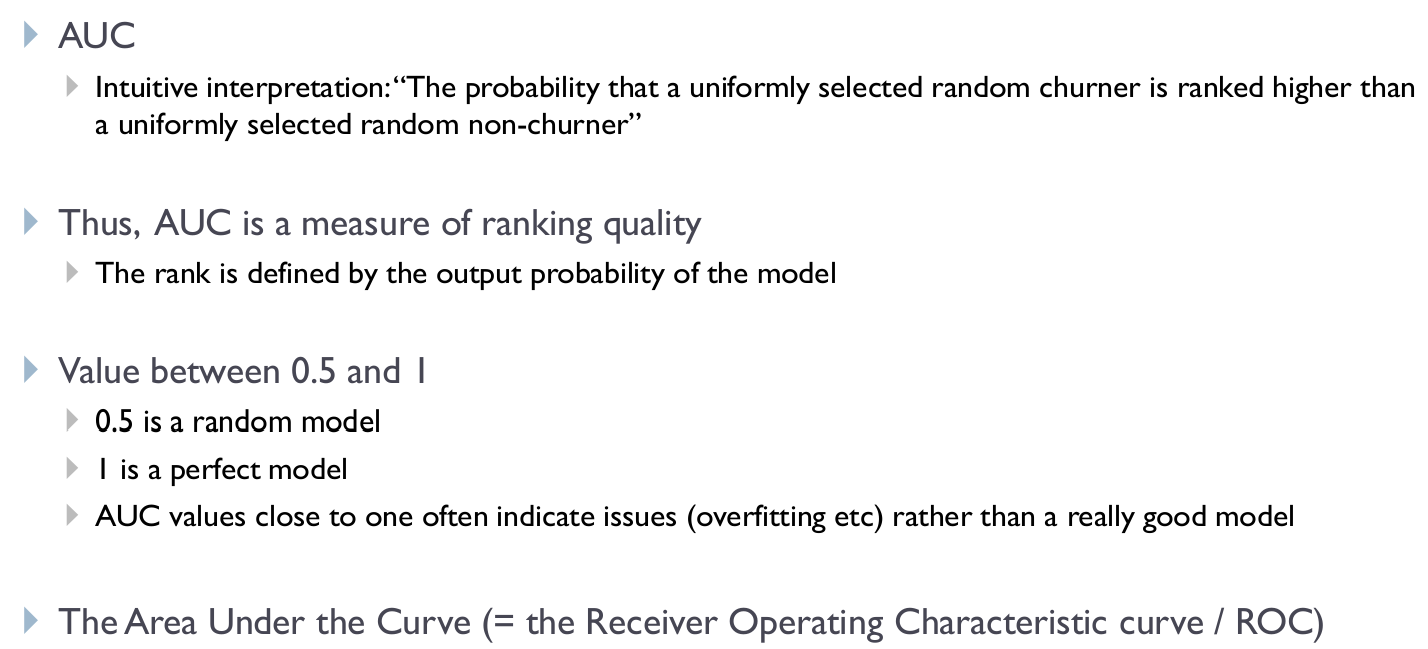 AUC
Intuitive interpretation: “The probability that a uniformly selected random churner is ranked higher than
a uniformly selected random non-churner”
Thus, AUC is a measure of ranking quality
The rank is defined by the output probability of the model
Value between 0.5 and 1
0.5 is a random model
1 is a perfect model
AUC values close to one often indicate issues (overfitting etc) rather than a really good model
The Area Under the Curve (= the Receiver Operating Characteristic curve / ROC)